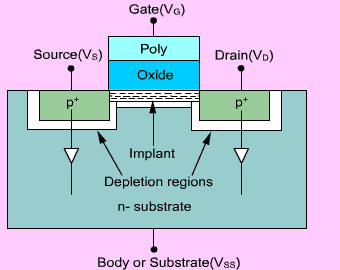 Gate(VG)
Source(VS)
Poly
Drain(VD)
Oxide
p+
p+
Implant
Depletion regions
n- substrate
Body or Substrate(VSS)